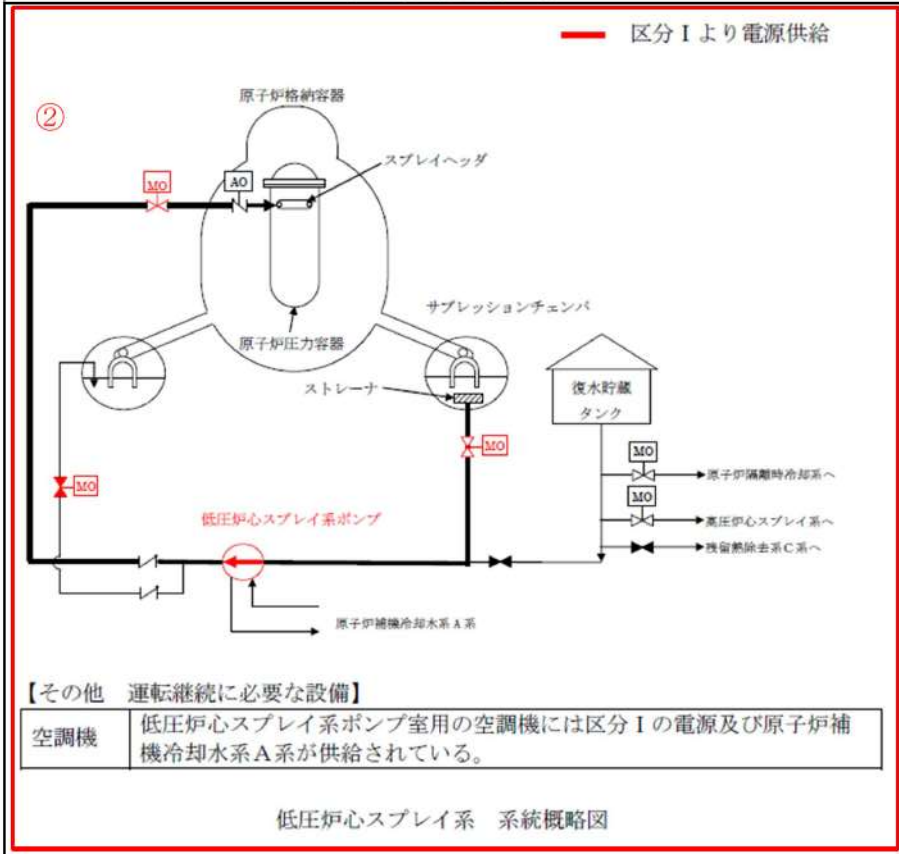 区分Ⅰより電源供給
②
原子炉格納容器
スプレイヘッダ
MO
AO
サプレッションチェンバ
原子炉圧力容器
ストレーナ
復水貯蔵
タンク
MO
MO
原子炉隔離時冷却系へ
MO
低圧炉心スプレイ系ポンプ
MO
高圧炉心スプレイ系へ
残留熱除去系C系へ
原子炉補機冷却水系A系
【その他 運転継続に必要な設備】
空調機
低圧炉心スプレイ系ポンプ室用の空調機には区分Ⅰの電源及び原子炉補
機冷却水系A系が供給されている。
低圧炉心スプレイ系 系統概略図